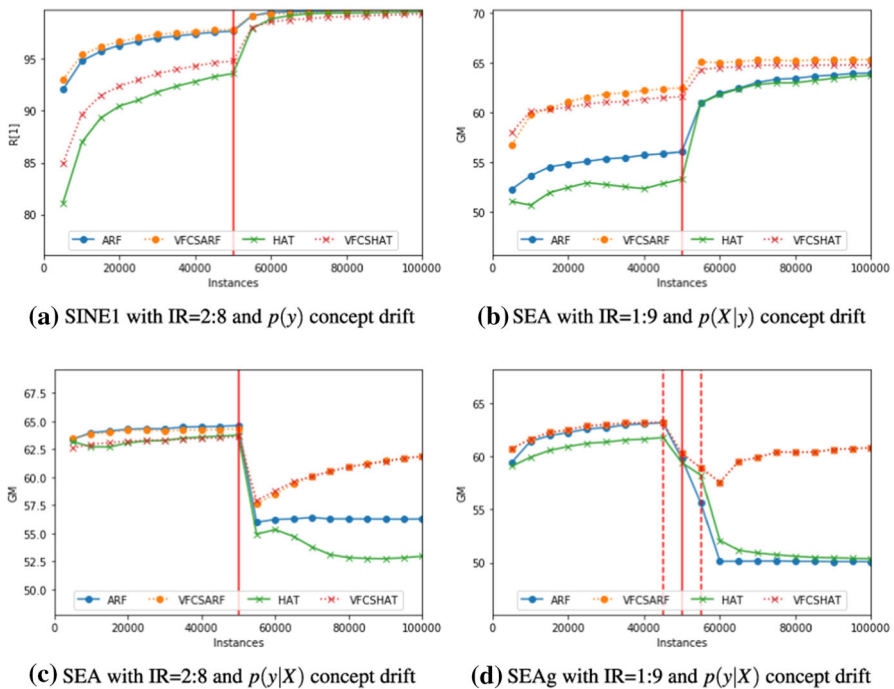 95
90
85
80
R[1]
0 20000 40000 60000 80000 100000
Instances
ARF VFCSARF HAT VFCSHAT
(a) SINE1 with IR=2:8 and p(y) concept drift
70
65
60
55
50
GM
0 20000 40000 60000 80000 100000
Instances
ARF VFCSARF HAT VFCSHAT
(b) SEA with IR=1:9 and p(X|y) concept drift
67.5
65.0
62.5
60.0
57.5
55.0
52.5
50.0
GM
0 20000 40000 60000 80000 100000
Instances
ARF VFCSARF HAT VFCSHAT
(c) SEA with IR=2:8 and p(y|X) concept drift
65
60
55
50
GM
0 20000 40000 60000 80000 100000
Instances
ARF VFCSARF HAT VFCSHAT
(d) SEAg with IR=1:9 and p(y|X) concept drift